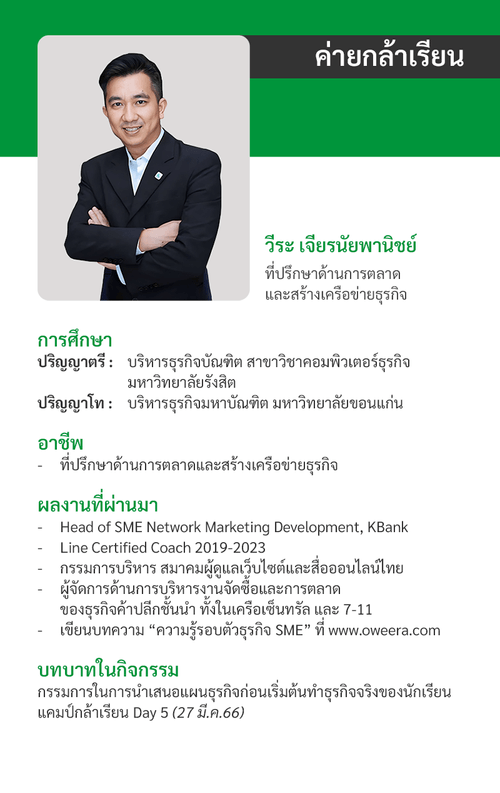 ค่ายกล้าเรียน
วีระ เจียรนัยพานิชย์
ที่ปรึกษาด้านการตลาด
และสร้างเครือข่ายธุรกิจ
การศึกษา
ปริญญาตรี : บริหารธุรกิจบัณฑิต สาขาวิชาคอมพิวเตอร์ธุรกิจ
มหาวิทยาลัยรังสิต
ปริญญาโท : บริหารธุรกิจมหาบัณฑิต มหาวิทยาลัยขอนแก่น
อาชีพ
- ที่ปรึกษาด้านการตลาดและสร้างเครือข่ายธุรกิจ
ผลงานที่ผ่านมา
- Head of SME Network Marketing Development, KBank
- Line Certified Coach 2019-2023
- กรรมการบริหาร สมาคมผู้ดูแลเว็บไซต์และสื่อออนไลน์ไทย
- ผู้จัดการด้านการบริหารงานจัดซื้อและการตลาด
ของธุรกิจค้าปลีกชั้นนำ ทั้งในเครือเซ็นทรัล และ 7-11
- เขียนบทความ “ความรู้รอบตัวธุรกิจ SME” ที่ www.oweera.com
บทบาทในกิจกรรม
กรรมการในการนำเสนอแผนธุรกิจก่อนเริ่มต้นทำธุรกิจจริงของนักเรียน
แคมป์กล้าเรียน Day 5 (27 มี.ค.66)